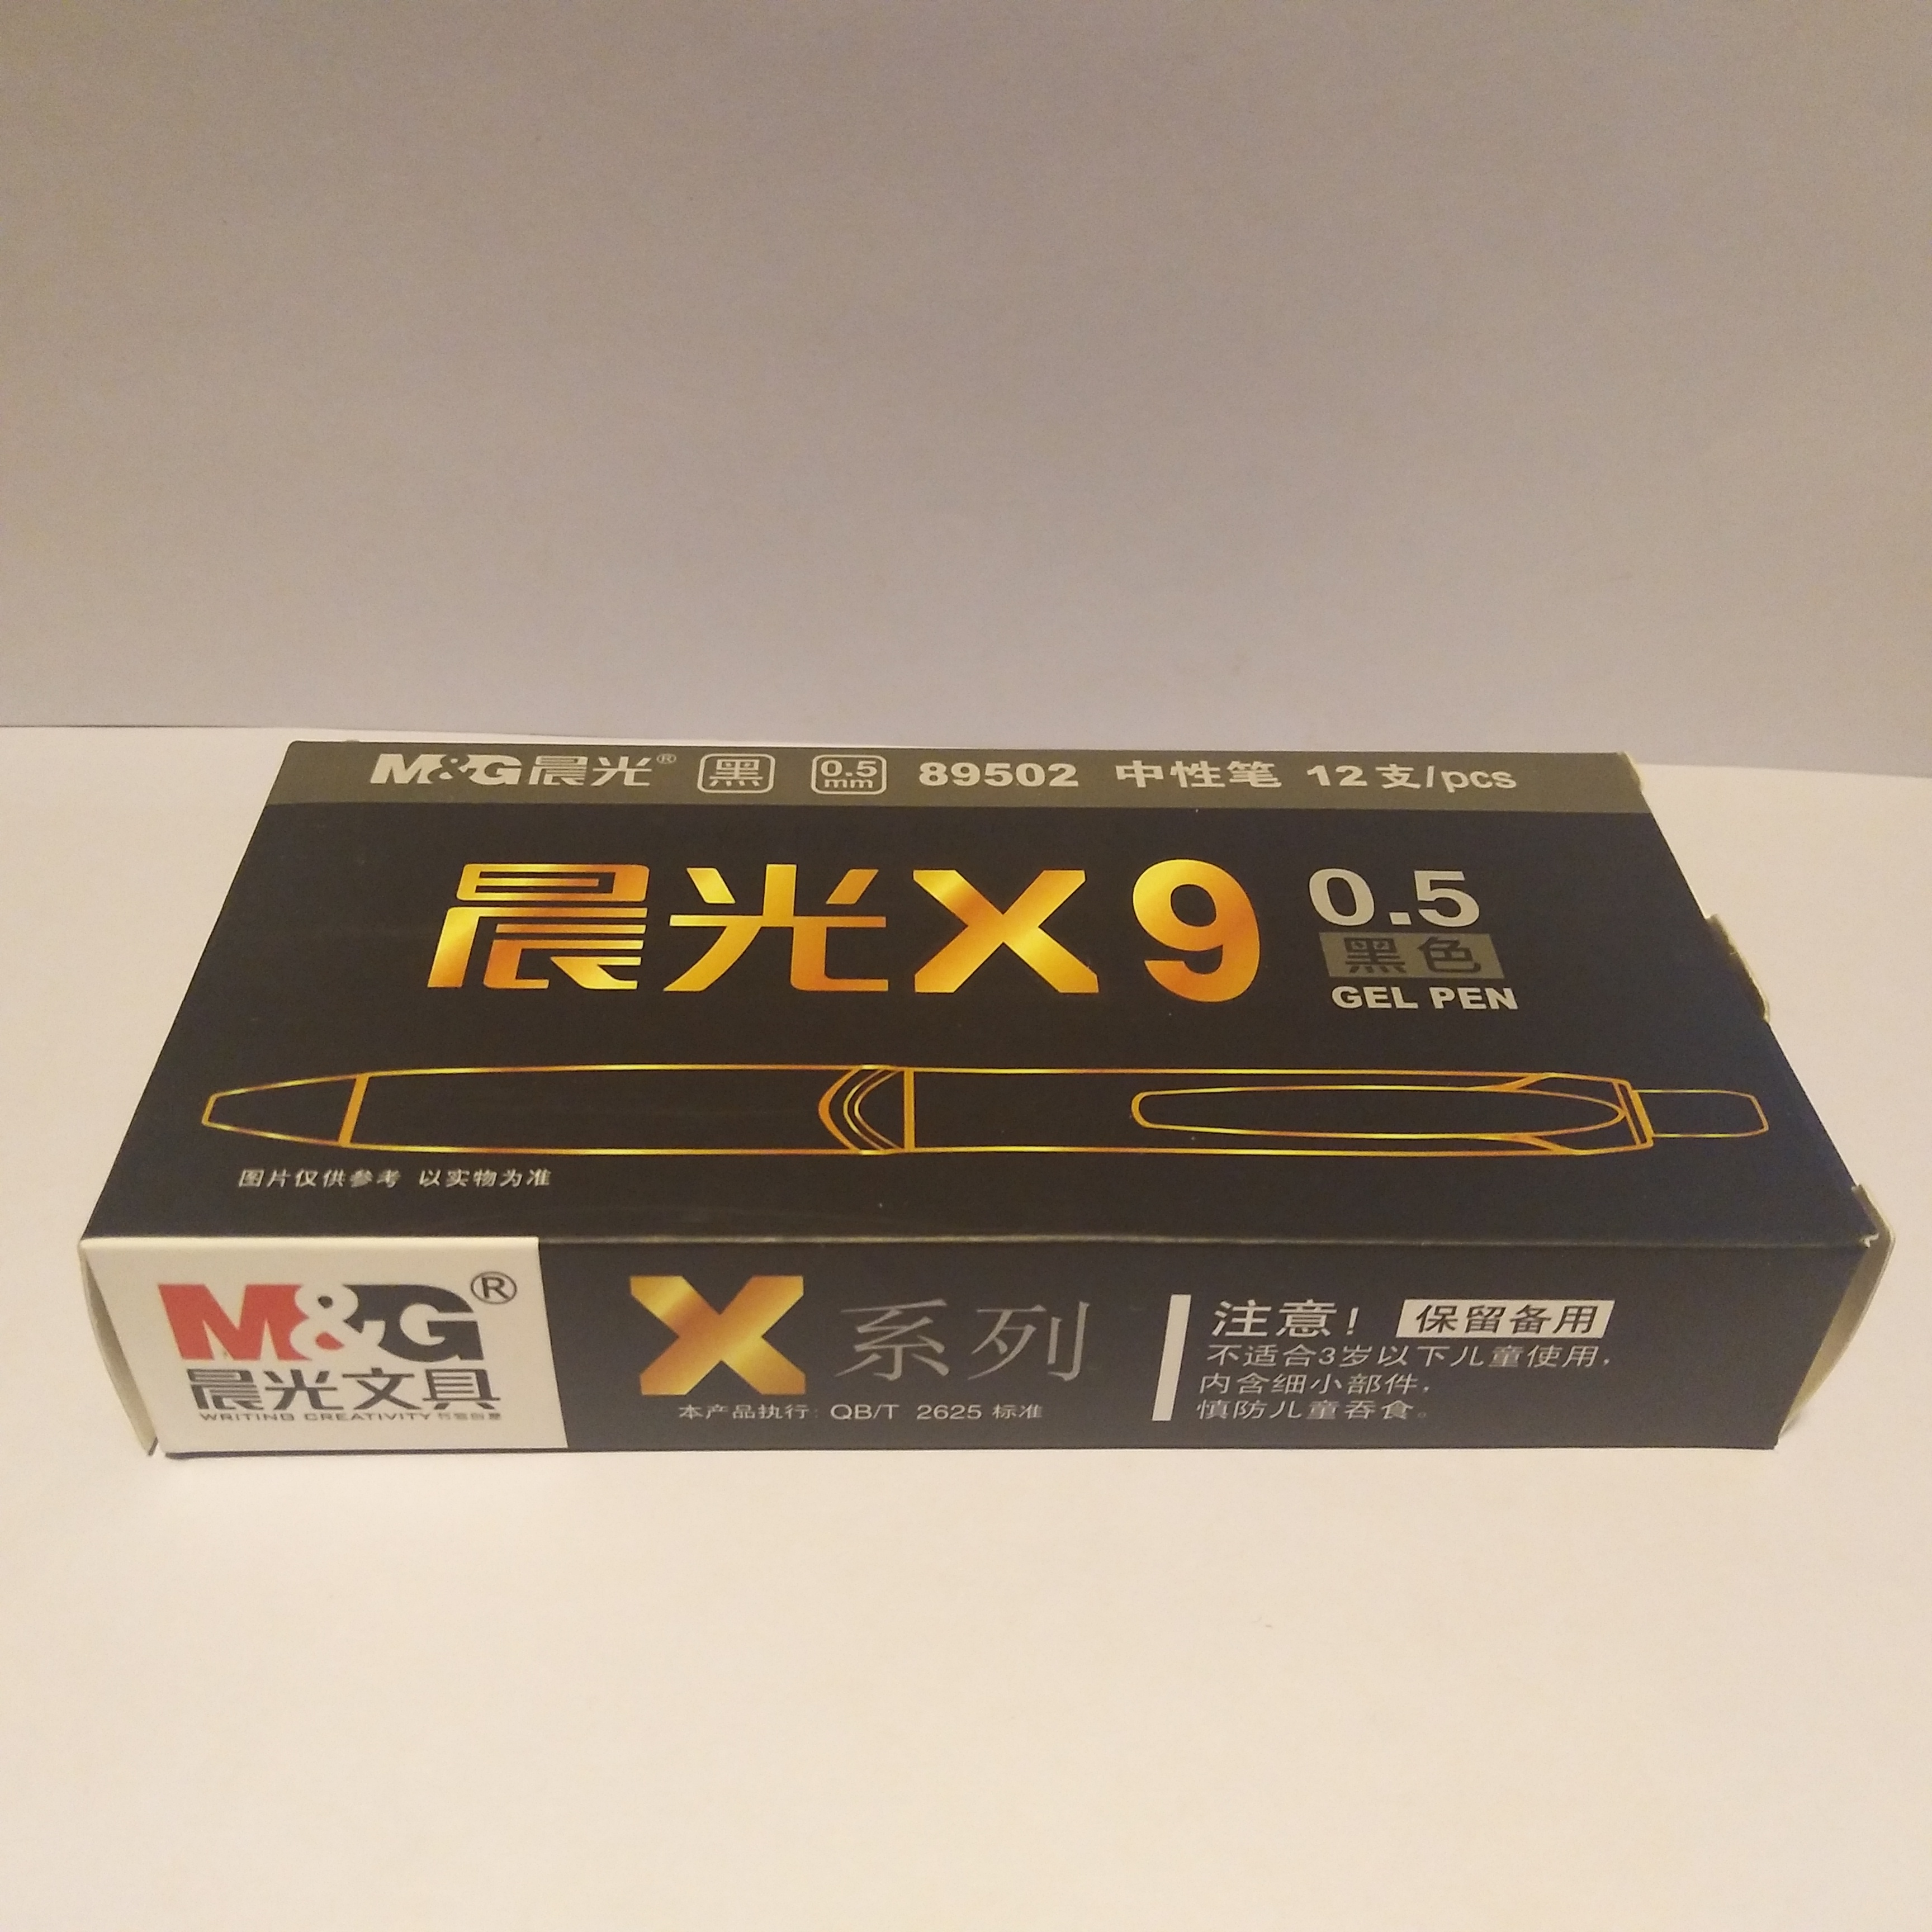 M&G晨光® 黑 0.5 mm 89502 中性笔 12支/pcs
晨光X9 0.5
黑色
GEL PEN
图片仅供参考 以实物为准
M&G®
晨光文具
WRITING CREATIVITY
X系列
本产品执行: QB/T 2625 标准
注意! 保留备用
不适合3岁以下儿童使用,
内含细小部件,
慎防儿童吞食。